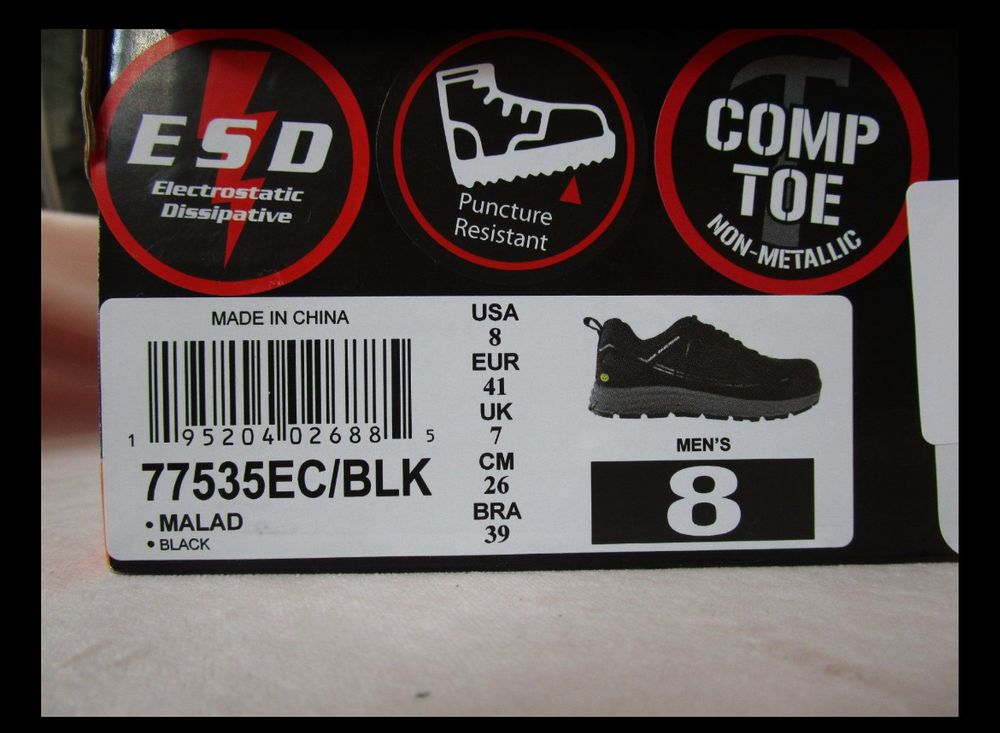 ESD
Electrostatic
Dissipative
Puncture
Resistant
COMP
TOE
NON-METALLIC
MADE IN CHINA
1 95204 02688 5
77535EC/BLK
• MALAD
• BLACK
USA
8
EUR
41
UK
7
CM
26
BRA
39
MEN'S
8